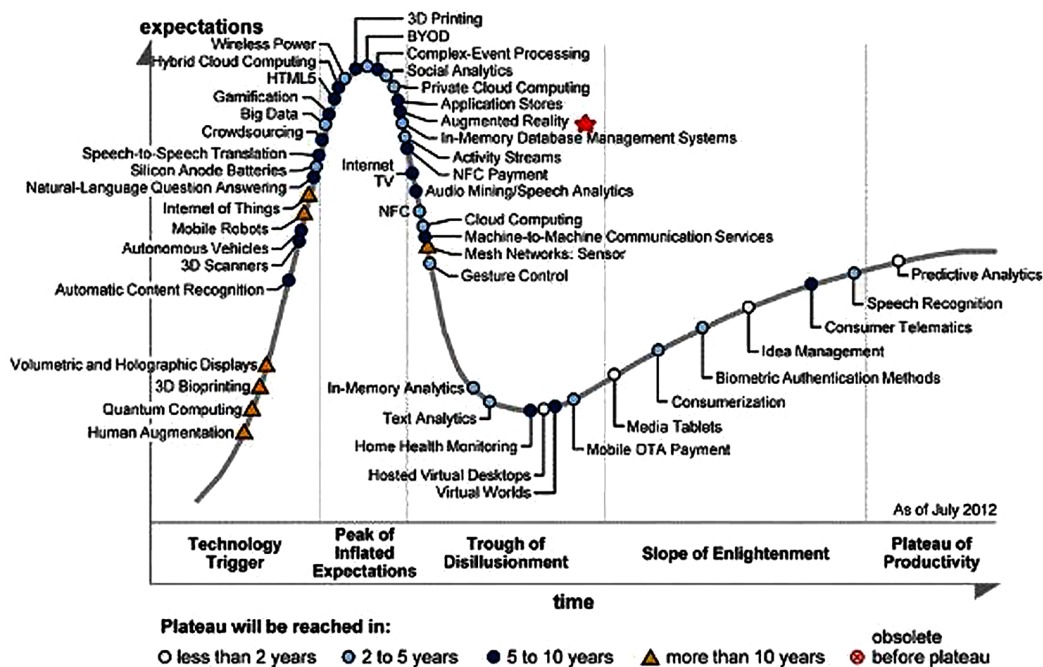 expectations
Wireless Power
Hybrid Cloud Computing
HTML5
Gamification
Big Data
Crowdsourcing
Speech-to-Speech Translation
Silicon Anode Batteries
Natural-Language Question Answering
Internet of Things
Mobile Robots
Autonomous Vehicles
3D Scanners
Automatic Content Recognition
Volumetric and Holographic Displays
3D Bioprinting
Quantum Computing
Human Augmentation
3D Printing
BYOD
Complex-Event Processing
Social Analytics
Private Cloud Computing
Application Stores
Augmented Reality
In-Memory Database Management Systems
Activity Streams
NFC Payment
Internet
TV
Audio Mining/Speech Analytics
NFC
Cloud Computing
Machine-to-Machine Communication Services
Mesh Networks: Sensor
Gesture Control
In-Memory Analytics
Text Analytics
Home Health Monitoring
Hosted Virtual Desktops
Virtual Worlds
Mobile OTA Payment
Media Tablets
Consumerization
Biometric Authentication Methods
Idea Management
Consumer Telematics
Speech Recognition
Predictive Analytics
As of July 2012
Technology
Trigger
Peak of
Inflated
Expectations
Trough of
Disillusionment
Slope of Enlightenment
Plateau of
Productivity
time
Plateau will be reached in:
less than 2 years
2 to 5 years
5 to 10 years
more than 10 years
obsolete
before plateau